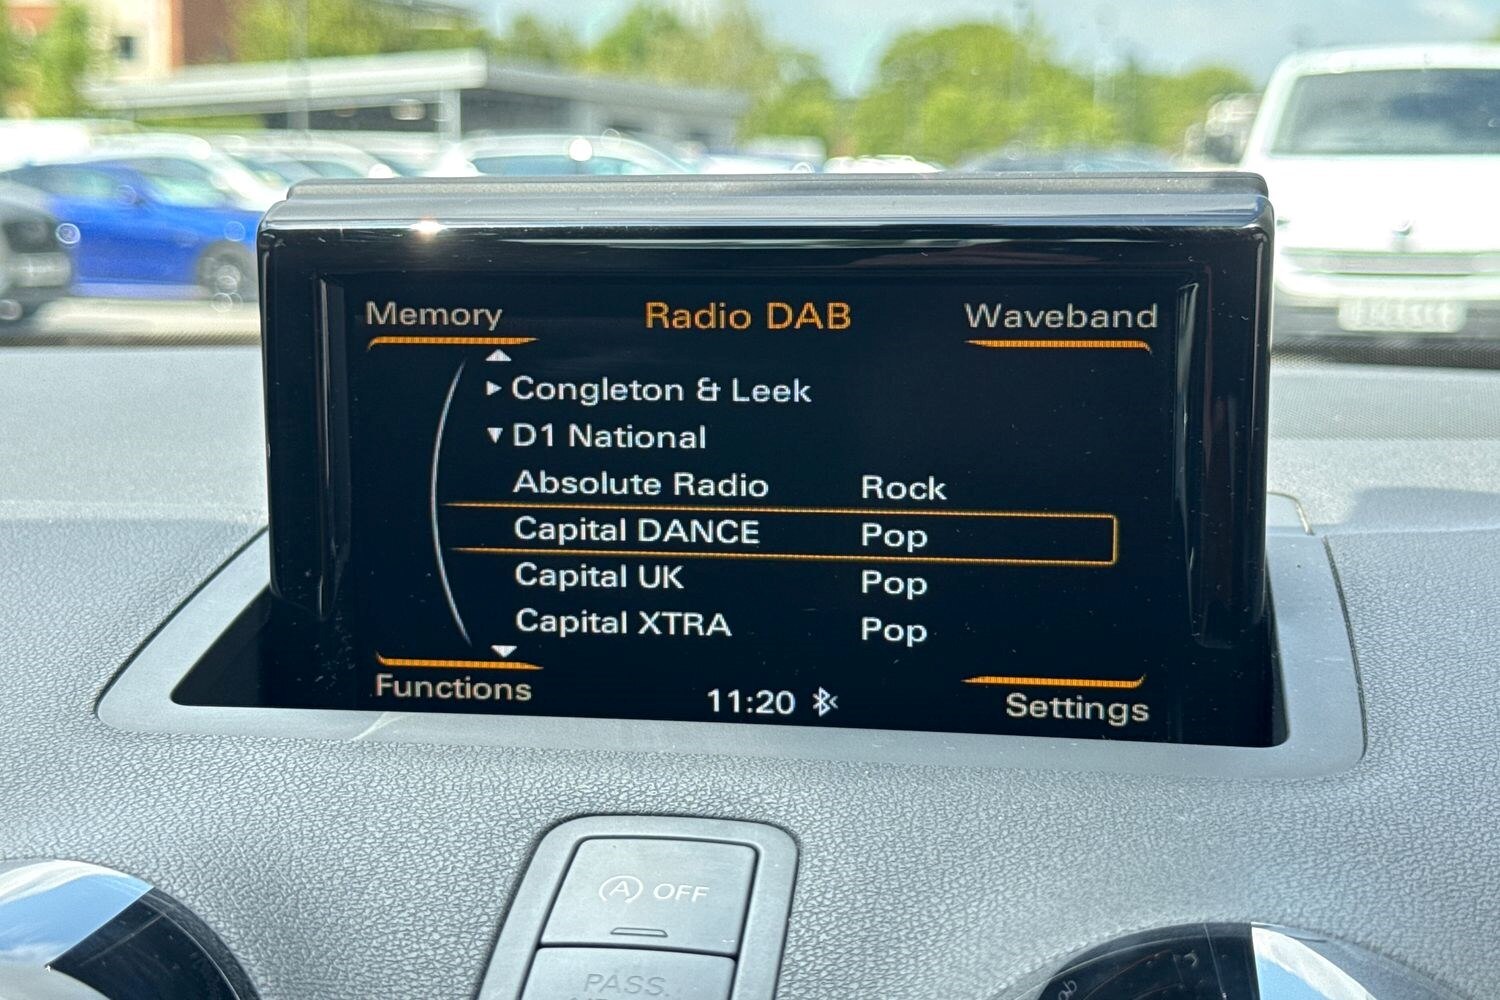 Memory Radio DAB Waveband
Congleton & Leek
D1 National
Absolute Radio Rock
Capital DANCE Pop
Capital UK Pop
Capital XTRA Pop
Functions 11:20 Settings
A OFF
PASS.